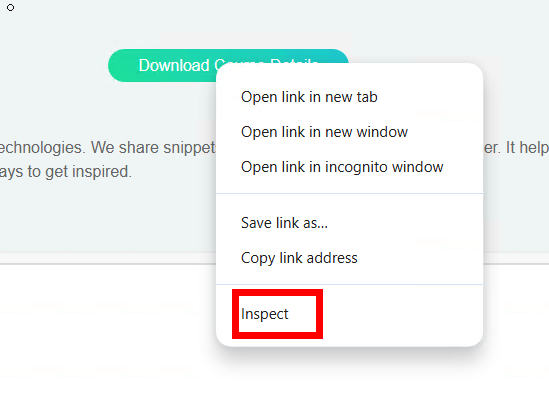 Download Course Details
Open link in new tab
Open link in new window
Open link in incognito window
echnologies. We share snippet
er. It help
ays to get inspired.
Save link as...
Copy link address
Inspect